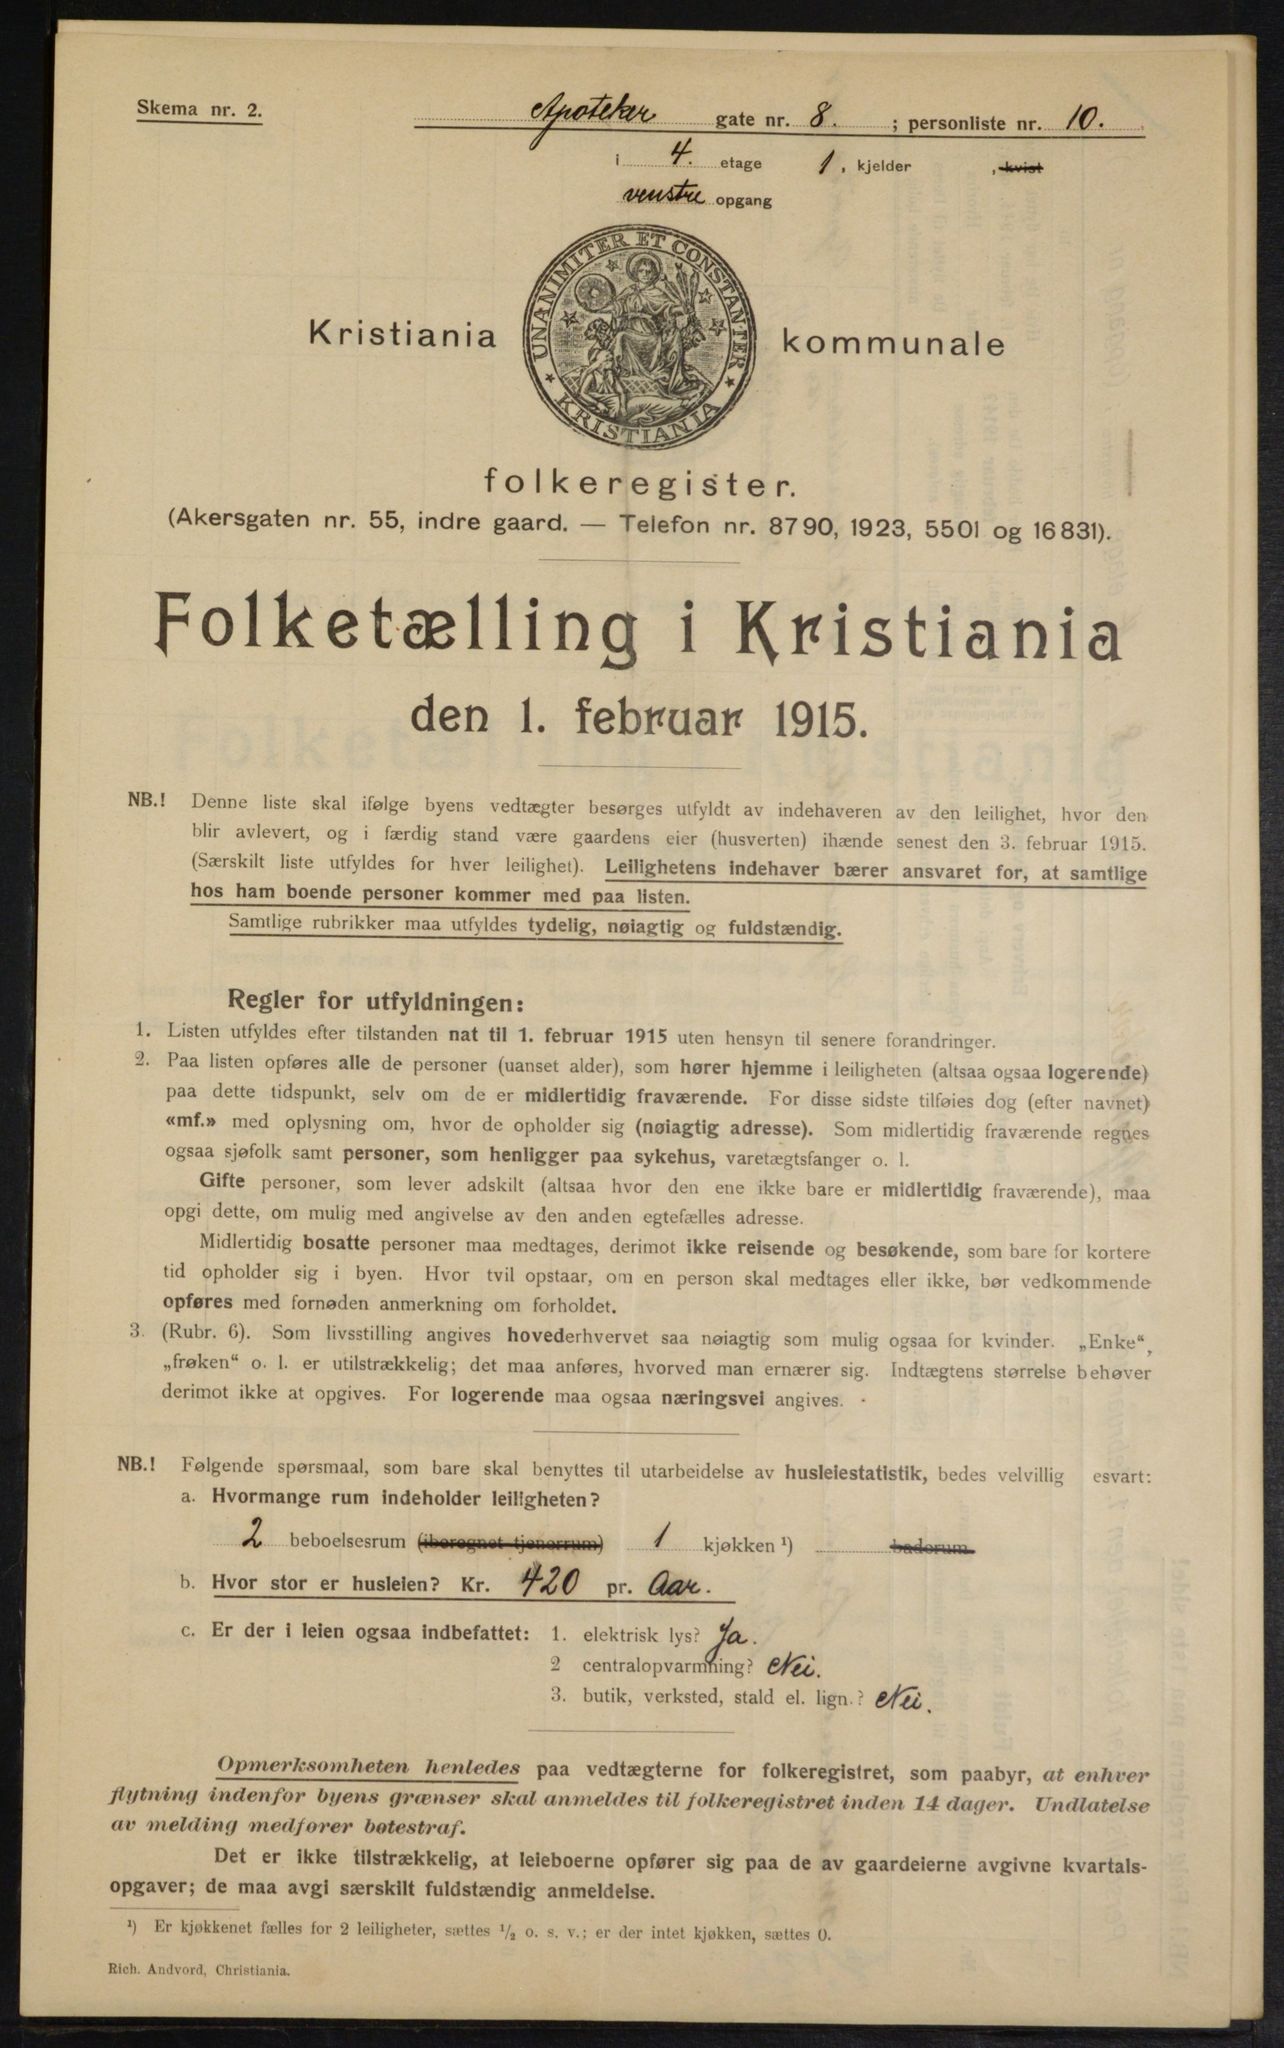 Skema nr. 2.
Apoteker gate nr. 8. ; personliste nr. 10.
i 4. etage 1, kjelder , kvist
venstre opgang
UNANIMITER ET CONSTANTER
KRISTIANIA
Kristiania kommunale
folkeregister.
(Akersgaten nr. 55, indre gaard. — Telefon nr. 8790, 1923, 5501 og 16831).
Folketælling i Kristiania
den 1. februar 1915.
NB.! Denne liste skal ifølge byens vedtægter besørges utfyldt av indehaveren av den leilighet, hvor den
blir avlevert, og i færdig stand være gaardens eier (husverten) ihænde senest den 3. februar 1915.
(Særskilt liste utfyldes for hver leilighet). Leilighetens indehaver bærer ansvaret for, at samtlige
hos ham boende personer kommer med paa listen.
Samtlige rubrikker maa utfyldes tydelig, nøiagtig og fuldstændig.
Regler for utfyldningen:
1. Listen utfyldes efter tilstanden nat til 1. februar 1915 uten hensyn til senere forandringer.
2. Paa listen opføres alle de personer (uanset alder), som hører hjemme i leiligheten (altsaa ogsaa logerende)
paa dette tidspunkt, selv om de er midlertidig fraværende. For disse sidste tilføies dog (efter navnet)
«mf.» med oplysning om, hvor de opholder sig (nøiagtig adresse). Som midlertidig fraværende regnes
ogsaa sjøfolk samt personer, som henligger paa sykehus, varetægtsfanger o. l.
Gifte personer, som lever adskilt (altsaa hvor den ene ikke bare er midlertidig fraværende), maa
opgi dette, om mulig med angivelse av den anden egtefælles adresse.
Midlertidig bosatte personer maa medtages, derimot ikke reisende og besøkende, som bare for kortere
tid opholder sig i byen. Hvor tvil opstaar, om en person skal medtages eller ikke, bør vedkommende
opføres med fornøden anmerkning om forholdet.
3. (Rubr. 6). Som livsstilling angives hovederhvervet saa nøiagtig som mulig ogsaa for kvinder. „Enke“,
„frøken“ o. l. er utilstrækkelig; det maa anføres, hvorved man ernærer sig. Indtægtens størrelse behøver
derimot ikke at opgives. For logerende maa ogsaa næringsvei angives.
NB.! Følgende spørsmaal, som bare skal benyttes til utarbeidelse av husleiestatistik, bedes velvillig esvart:
a. Hvormange rum indeholder leiligheten?
2 beboelsesrum (iberegnet tjenerrum) 1 kjøkken ¹) baderum
b. Hvor stor er husleien? Kr. 420 pr. Aar.
c. Er der i leien ogsaa indbefattet: 1. elektrisk lys? Ja.
2 centralopvarmning? Nei.
3. butik, verksted, stald el. lign.? Nei.
Opmerksomheten henledes paa vedtægterne for folkeregistret, som paabyr, at enhver
flytning indenfor byens grænser skal anmeldes til folkeregistret inden 14 dager. Undlatelse
av melding medfører bøtestraf.
Det er ikke tilstrækkelig, at leieboerne opfører sig paa de av gaardeierne avgivne kvartals-
opgaver; de maa avgi særskilt fuldstændig anmeldelse.
¹) Er kjøkkenet fælles for 2 leiligheter, sættes ½ o. s. v.; er der intet kjøkken, sættes 0.
Rich. Andvord, Christiania.